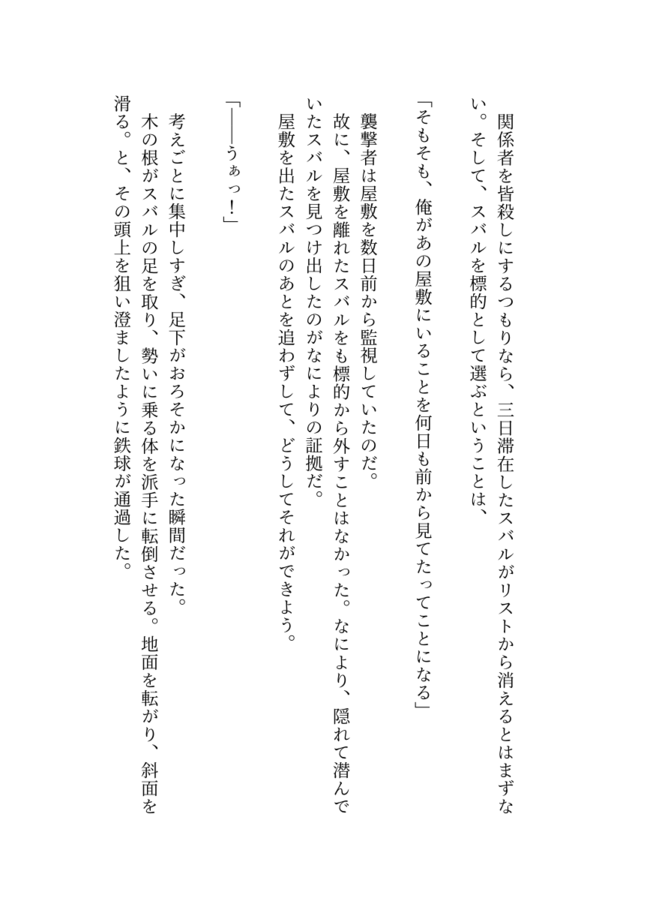 関係者を皆殺しにするつもりなら、三日滞在したスバルがリストから消えるとはまずな
い。そして、スバルを標的として選ぶということは、
「そもそも、俺があの屋敷にいることを何日も前から見てたってことになる」
襲撃者は屋敷を数日前から監視していたのだ。
故に、屋敷を離れたスバルをも標的から外すことはなかった。なにより、隠れて潜んで
いたスバルを見つけ出したのがなによりの証拠だ。
屋敷を出たスバルのあとを追わずして、どうしてそれができよう。
「――うぁっ！」
考えごとに集中しすぎ、足下がおろそかになった瞬間だった。
木の根がスバルの足を取り、勢いに乗る体を派手に転倒させる。地面を転がり、斜面を
滑る。と、その頭上を狙い澄ましたように鉄球が通過した。